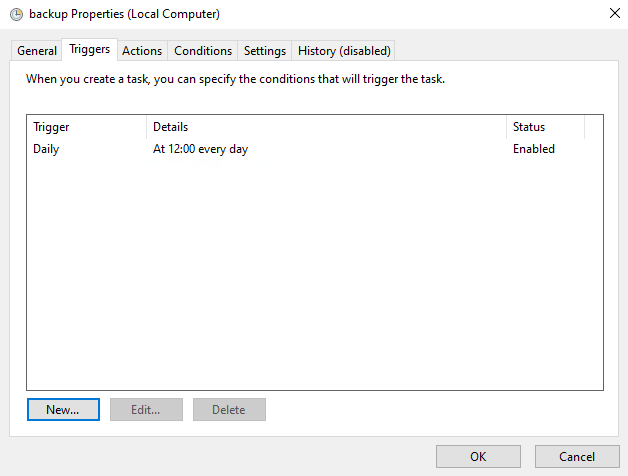 backup Properties (Local Computer)
General Triggers Actions Conditions Settings History (disabled)
When you create a task, you can specify the conditions that will trigger the task.
Trigger Details Status
Daily At 12:00 every day Enabled
New... Edit... Delete
OK Cancel